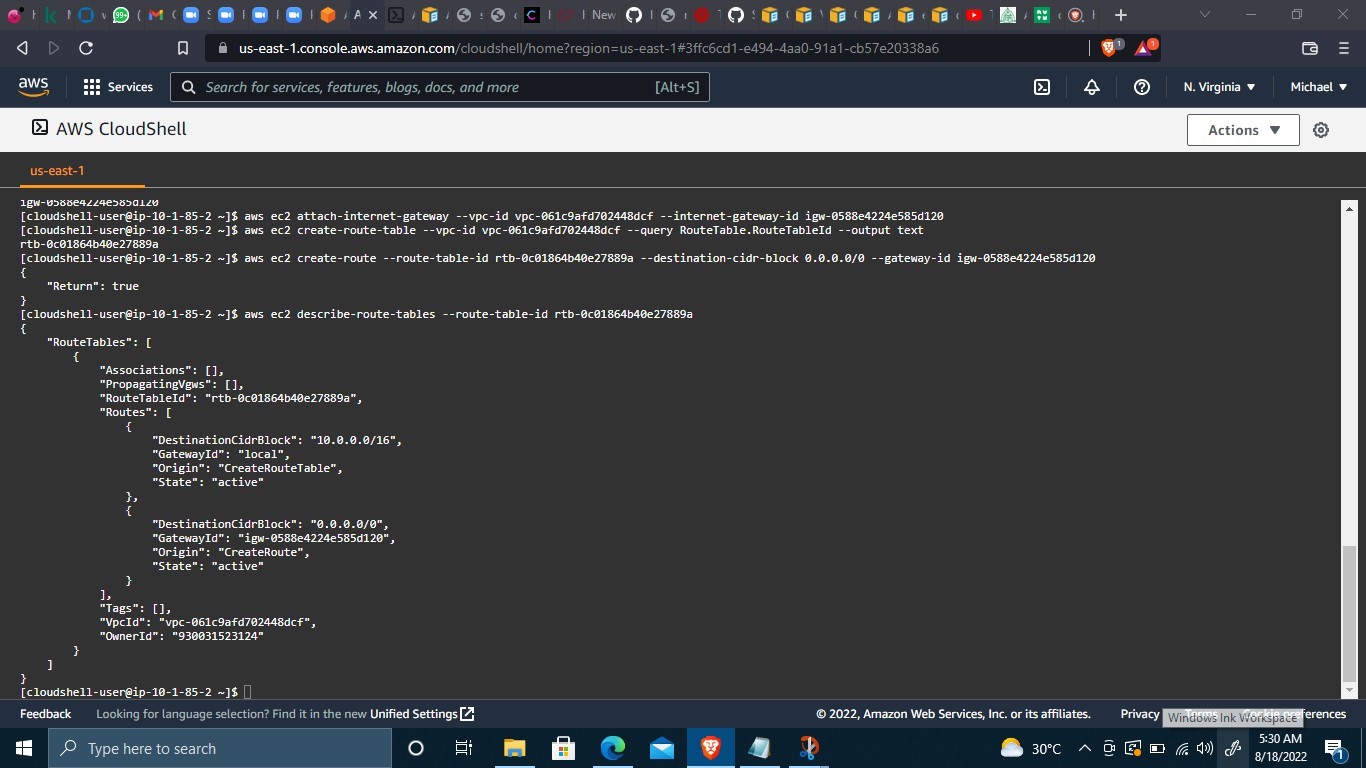 99+
New
us-east-1.console.aws.amazon.com/cloudshell/home?region=us-east-1#3ffc6cd1-e494-4aa0-91a1-cb57e20338a6
1
1
aws
Services
Search for services, features, blogs, docs, and more
[Alt+S]
N. Virginia
Michael
AWS CloudShell
Actions
us-east-1
igw-0588e4224e585d120
[cloudshell-user@ip-10-1-85-2 ~]$ aws ec2 attach-internet-gateway --vpc-id vpc-061c9afd702448dcf --internet-gateway-id igw-0588e4224e585d120
[cloudshell-user@ip-10-1-85-2 ~]$ aws ec2 create-route-table --vpc-id vpc-061c9afd702448dcf --query RouteTable.RouteTableId --output text
rtb-0c01864b40e27889a
[cloudshell-user@ip-10-1-85-2 ~]$ aws ec2 create-route --route-table-id rtb-0c01864b40e27889a --destination-cidr-block 0.0.0.0/0 --gateway-id igw-0588e4224e585d120
{
"Return": true
}
[cloudshell-user@ip-10-1-85-2 ~]$ aws ec2 describe-route-tables --route-table-id rtb-0c01864b40e27889a
{
"RouteTables": [
{
"Associations": [],
"PropagatingVgws": [],
"RouteTableId": "rtb-0c01864b40e27889a",
"Routes": [
{
"DestinationCidrBlock": "10.0.0.0/16",
"GatewayId": "local",
"Origin": "CreateRouteTable",
"State": "active"
},
{
"DestinationCidrBlock": "0.0.0.0/0",
"GatewayId": "igw-0588e4224e585d120",
"Origin": "CreateRoute",
"State": "active"
}
],
"Tags": [],
"VpcId": "vpc-061c9afd702448dcf",
"OwnerId": "930031523124"
}
]
}
[cloudshell-user@ip-10-1-85-2 ~]$
Feedback
Looking for language selection? Find it in the new Unified Settings
© 2022, Amazon Web Services, Inc. or its affiliates.
Privacy
Terms
Cookie preferences
Windows Ink Workspace
Type here to search
30°C
5:30 AM
8/18/2022
1